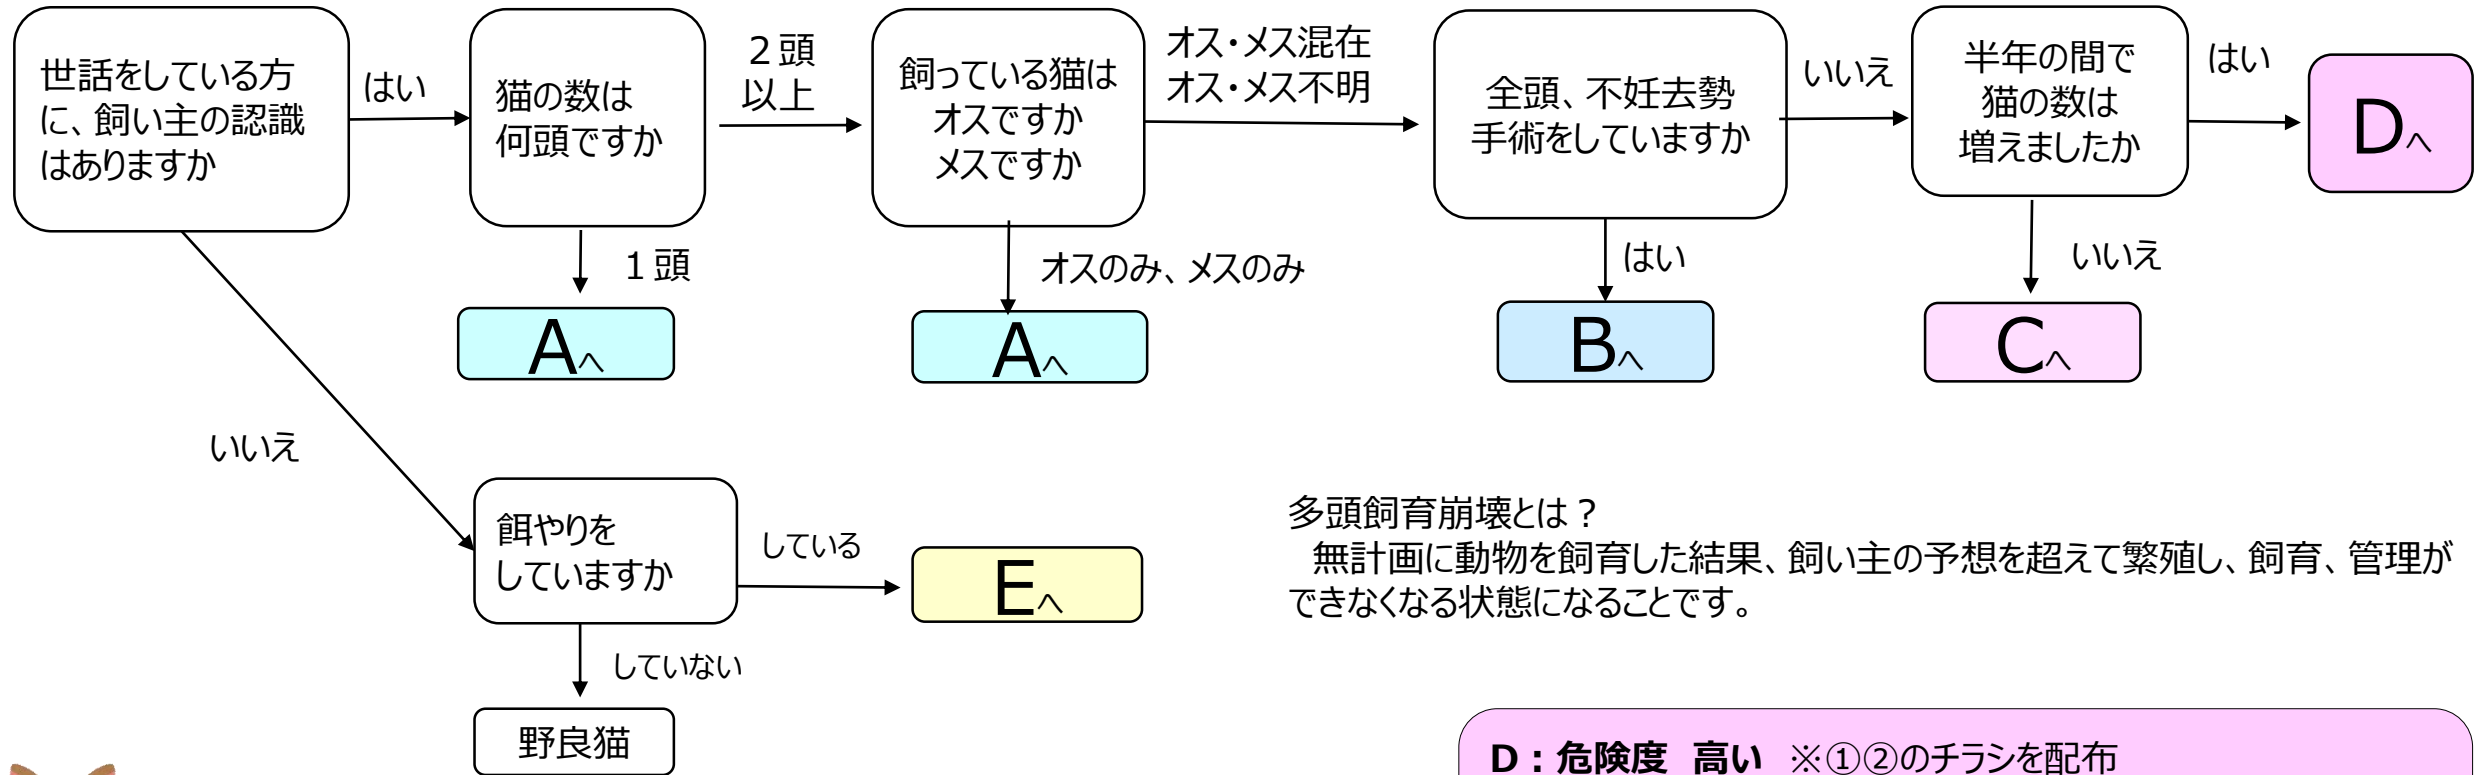 世話をしている方
に、飼い主の認識
はありますか
はい
猫の数は
何頭ですか
２頭
以上
飼っている猫は
オスですか
メスですか
オス・メス混在
オス・メス不明
全頭、不妊去勢
手術をしていますか
いいえ
半年の間で
猫の数は
増えましたか
はい
Dへ
１頭
オスのみ、メスのみ
はい
いいえ
Aへ
Aへ
Bへ
Cへ
いいえ
餌やりを
していますか
している
Eへ
していない
野良猫
多頭飼育崩壊とは？
無計画に動物を飼育した結果、飼い主の予想を超えて繁殖し、飼育、管理が
できなくなる状態になることです。
D：危険度 高い ※①②のチラシを配布